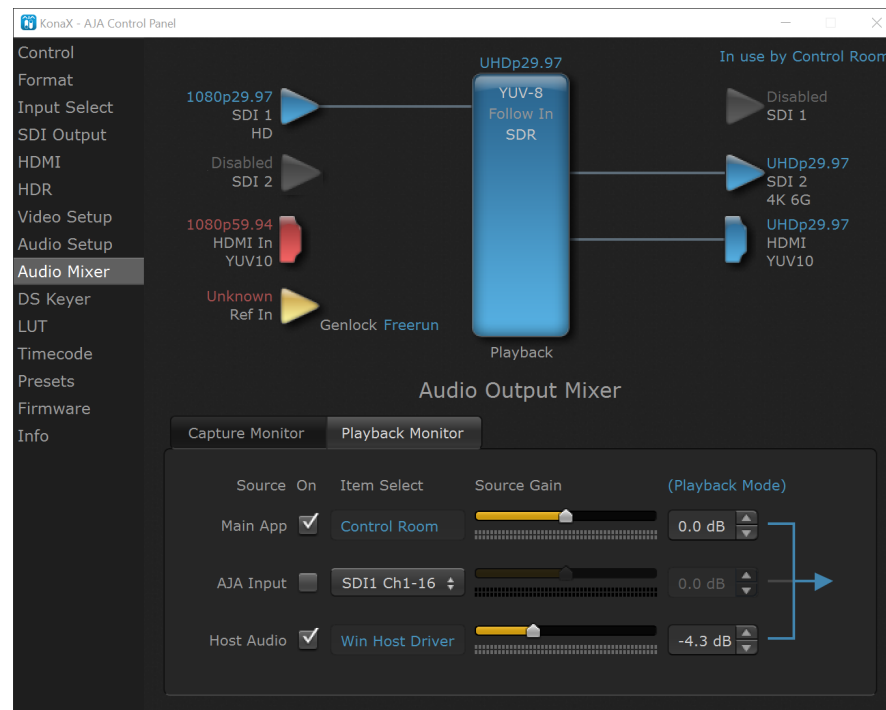 KonaX - AJA Control Panel
Control
Format
Input Select
SDI Output
HDMI
HDR
Video Setup
Audio Setup
Audio Mixer
DS Keyer
LUT
Timecode
Presets
Firmware
Info
In use by Control Room
UHDp29.97
YUV-8
Follow In
SDR
Playback
1080p29.97
SDI 1
HD
Disabled
SDI 2
1080p59.94
HDMI In
YUV10
Unknown
Ref In
Genlock Freerun
Disabled
SDI 1
UHDp29.97
SDI 2
4K 6G
UHDp29.97
HDMI
YUV10
Audio Output Mixer
Capture Monitor Playback Monitor
Source On Item Select Source Gain (Playback Mode)
Main App Control Room 0.0 dB
AJA Input SDI1 Ch1-16 0.0 dB
Host Audio Win Host Driver -4.3 dB